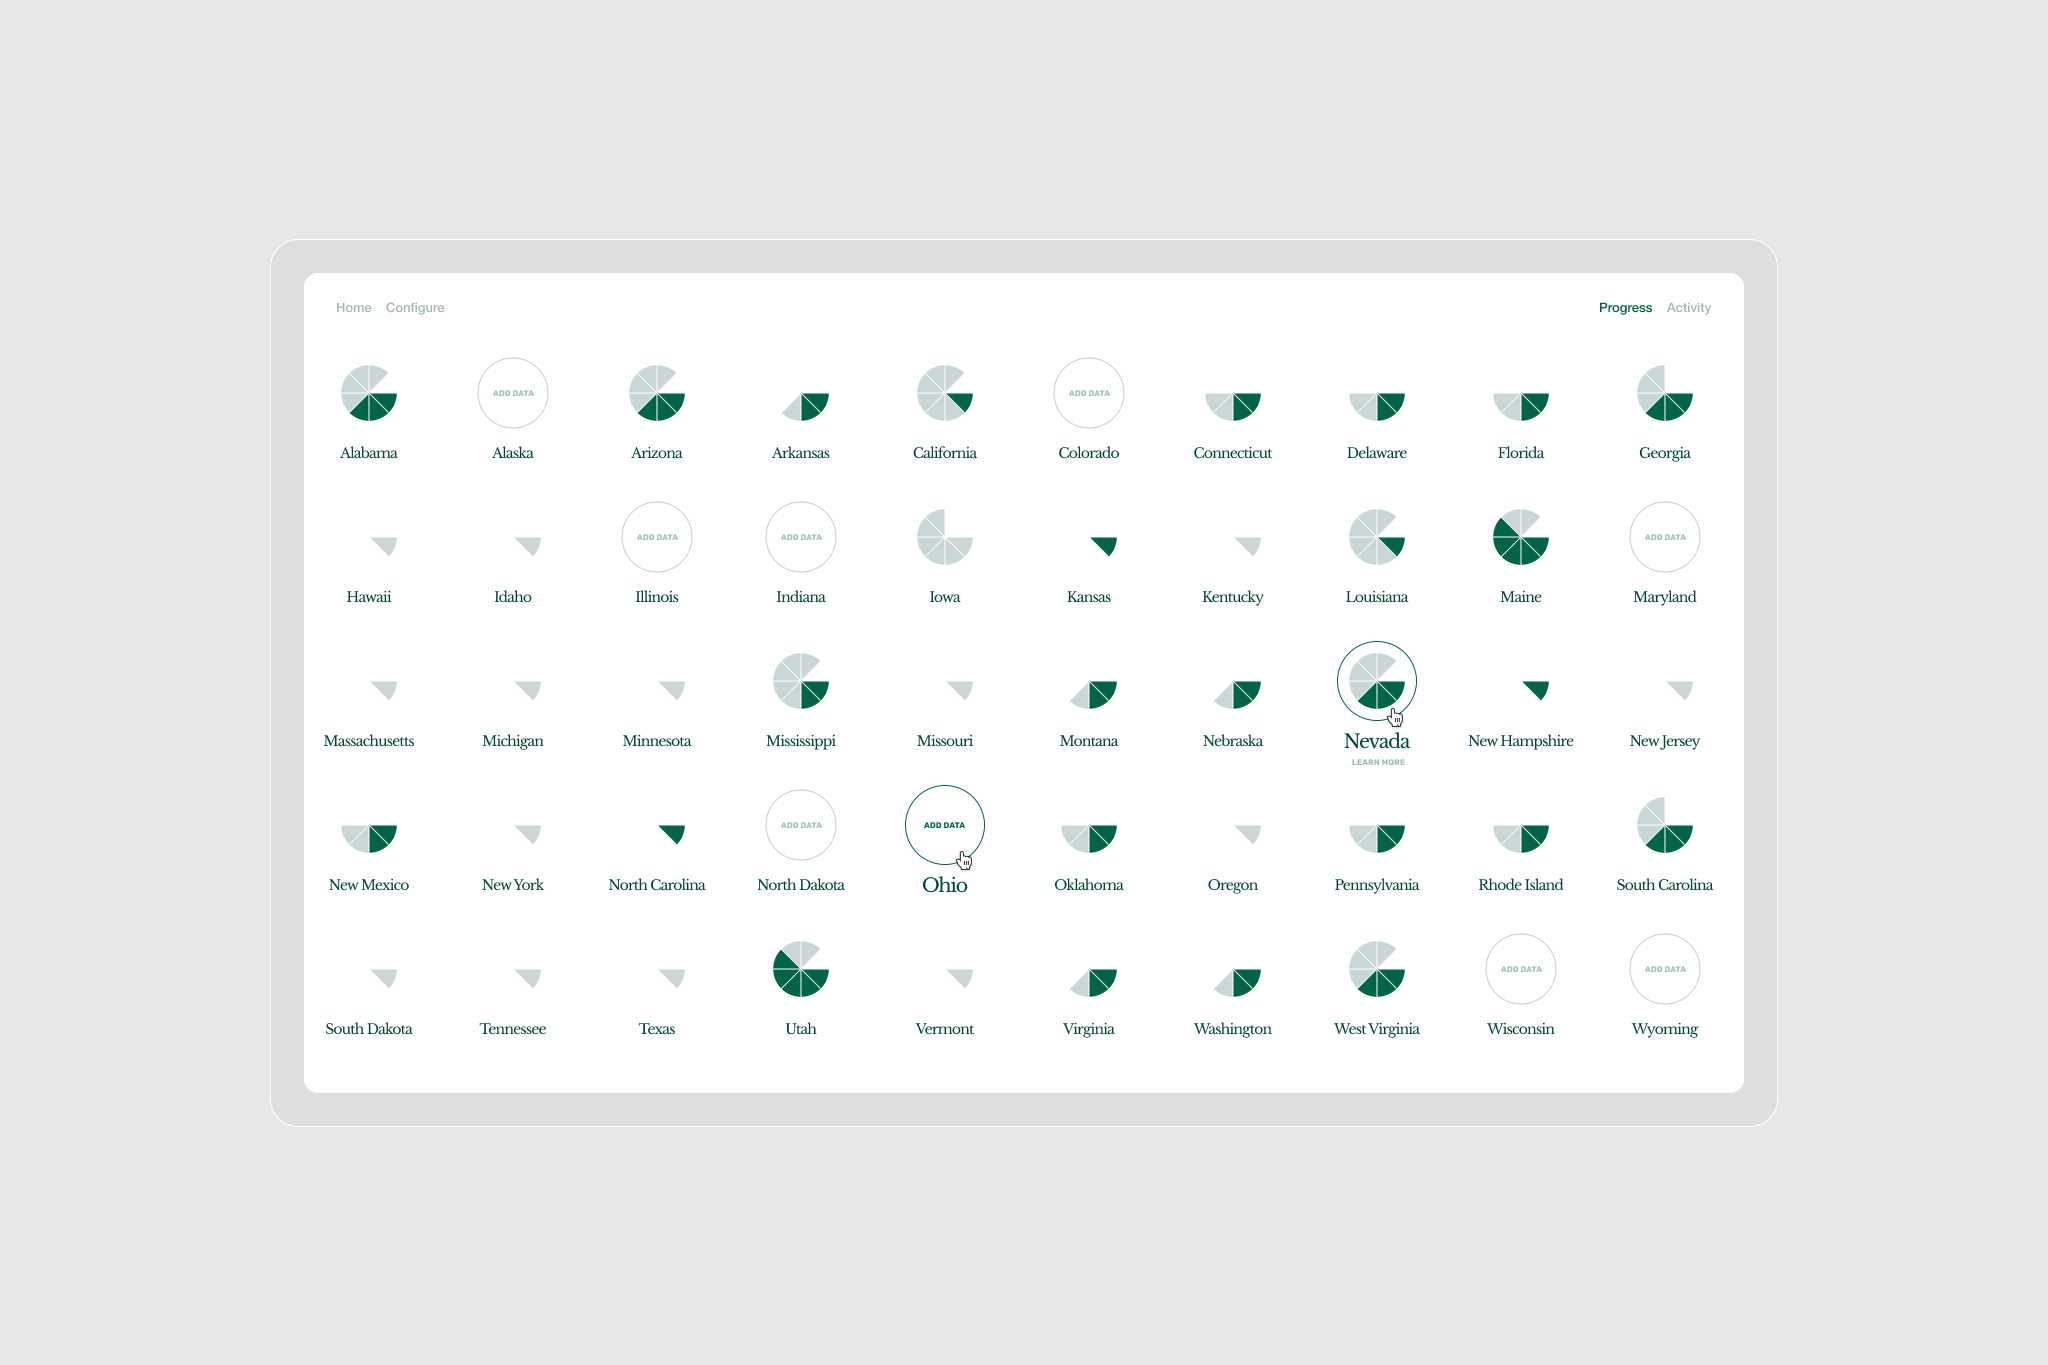 Home Configure Progress Activity
ADD DATA ADD DATA
Alabama Alaska Arizona Arkansas California Colorado Connecticut Delaware Florida Georgia
ADD DATA ADD DATA ADD DATA
Hawaii Idaho Illinois Indiana Iowa Kansas Kentucky Louisiana Maine Maryland
Massachusetts Michigan Minnesota Mississippi Missouri Montana Nebraska Nevada New Hampshire New Jersey
LEARN MORE
ADD DATA ADD DATA
New Mexico New York North Carolina North Dakota Ohio Oklahoma Oregon Pennsylvania Rhode Island South Carolina
ADD DATA ADD DATA
South Dakota Tennessee Texas Utah Vermont Virginia Washington West Virginia Wisconsin Wyoming